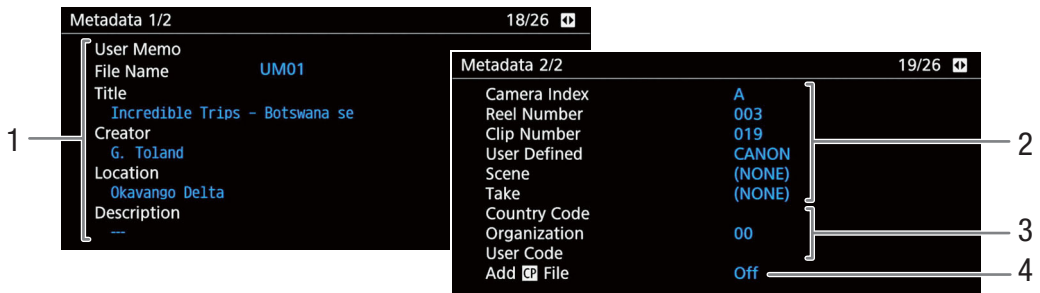 Metadata 1/2 18/26
User Memo
File Name UM01
Title
Incredible Trips – Botswana se
Creator
G. Toland
Location
Okavango Delta
Description
---
1
Metadata 2/2 19/26
Camera Index A
Reel Number 003
Clip Number 019
User Defined CANON
Scene (NONE)
Take (NONE)
Country Code
Organization 00
User Code
Add CP File Off
2
3
4